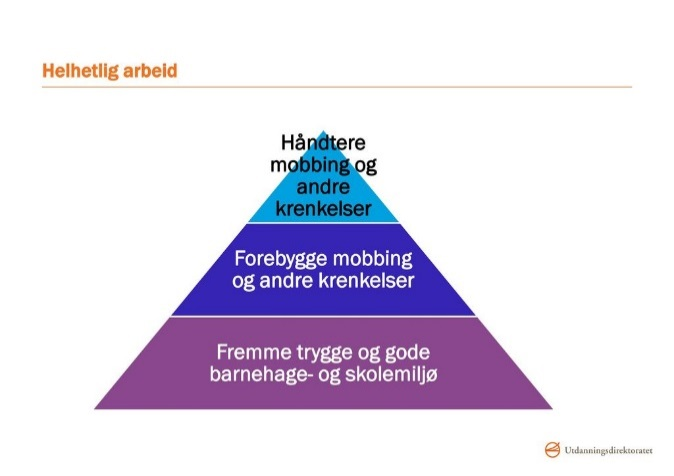 Helhetlig arbeid
Håndtere
mobbing og
andre
krenkelser
Forebygge mobbing
og andre krenkelser
Fremme trygge og gode
barnehage- og skolemiljø
Utdanningsdirektoratet